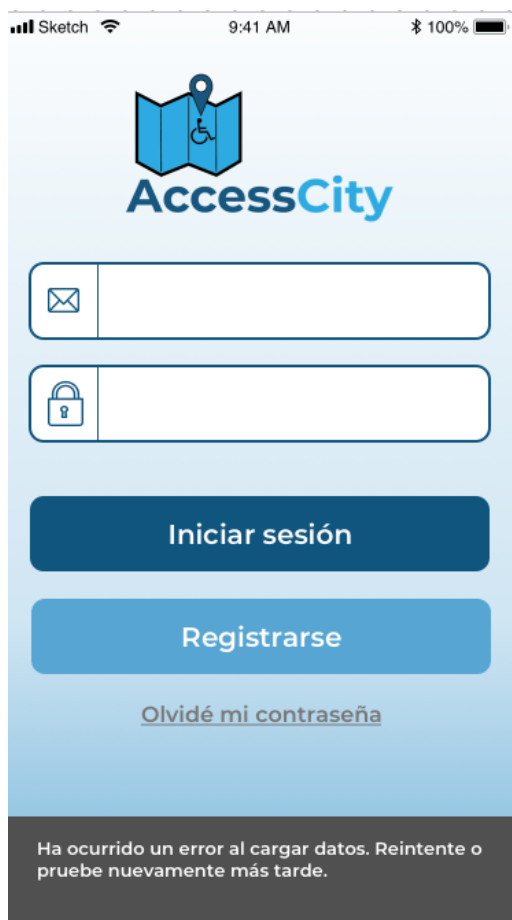 Sketch 9:41 AM 100%
AccessCity
Iniciar sesión
Registrarse
Olvidé mi contraseña
Ha ocurrido un error al cargar datos. Reintente o
pruebe nuevamente más tarde.